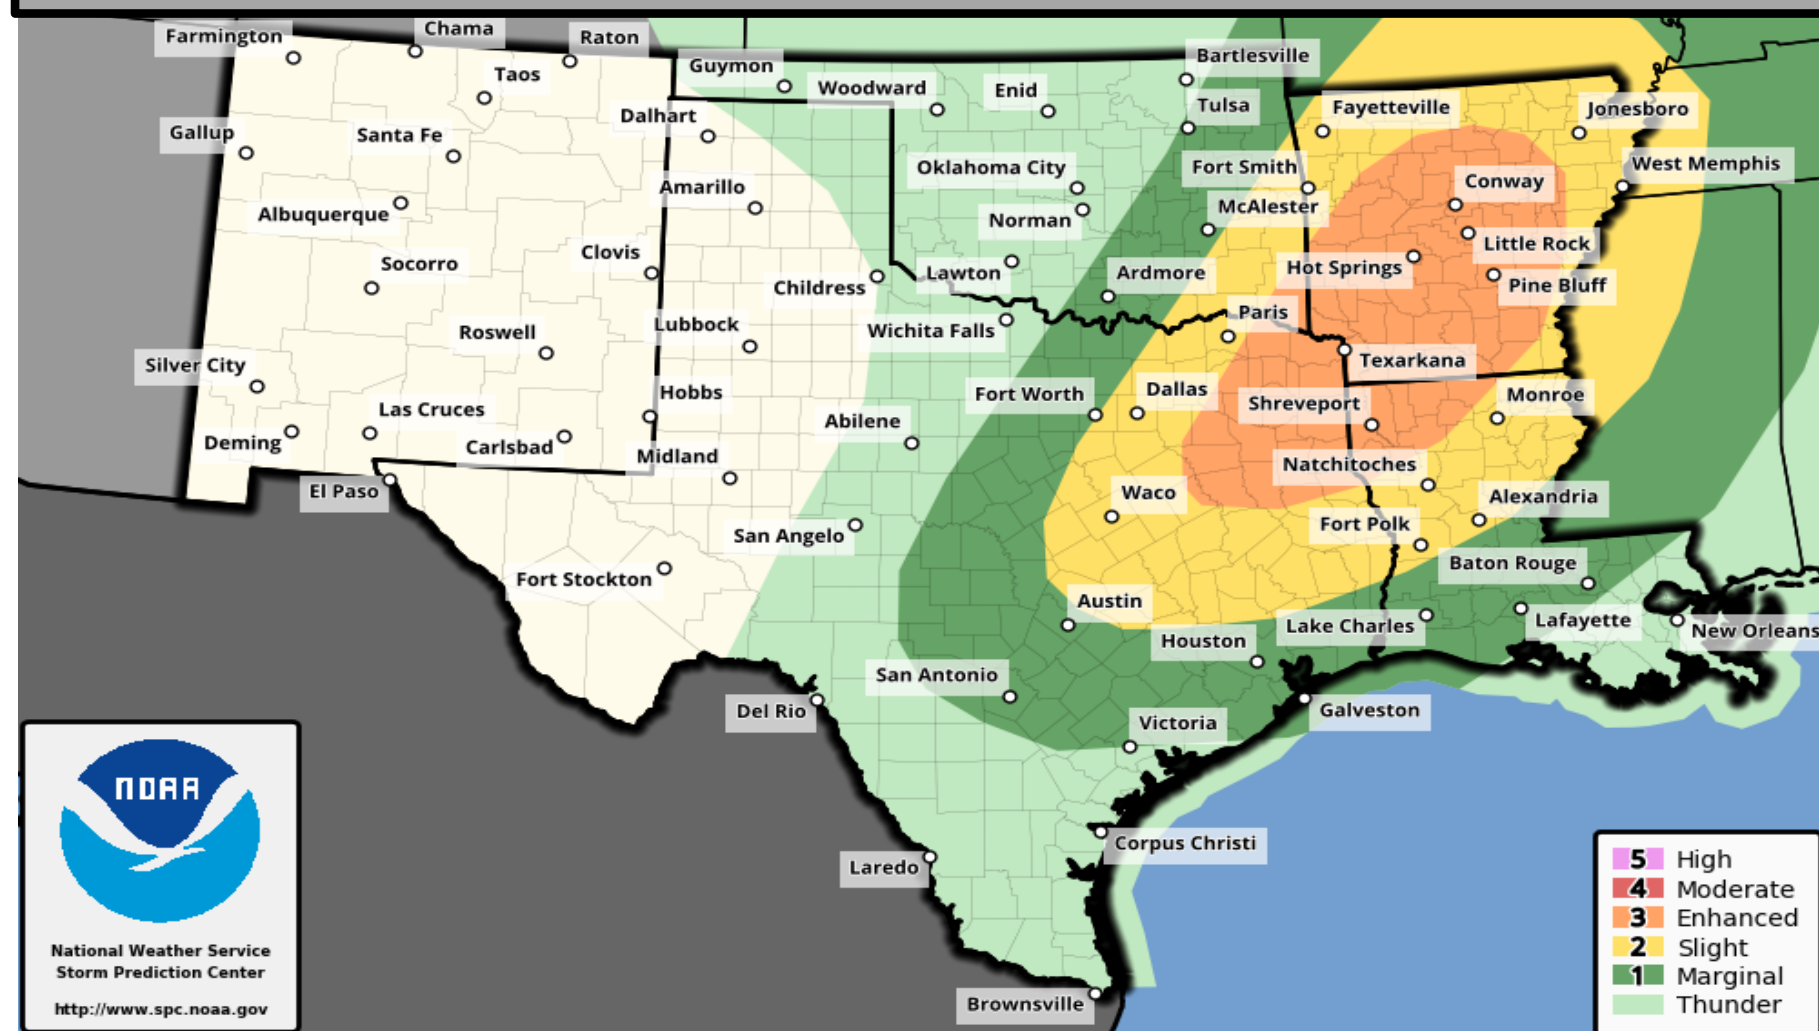 Farmington
Chama
Raton
Taos
Guymon
Woodward
Enid
Bartlesville
Tulsa
Dalhart
Fayetteville
Jonesboro
Gallup
Santa Fe
Oklahoma City
Fort Smith
Conway
West Memphis
Amarillo
Albuquerque
Norman
McAlester
Little Rock
Socorro
Clovis
Childress
Lawton
Ardmore
Hot Springs
Pine Bluff
Roswell
Lubbock
Wichita Falls
Paris
Silver City
Texarkana
Las Cruces
Hobbs
Fort Worth
Dallas
Shreveport
Monroe
Deming
Carlsbad
Midland
Abilene
Natchitoches
El Paso
Waco
Alexandria
San Angelo
Fort Polk
Fort Stockton
Baton Rouge
Austin
Houston
Lake Charles
Lafayette
New Orleans
San Antonio
Del Rio
Victoria
Galveston
Corpus Christi
Laredo
Brownsville
NOAA
National Weather Service
Storm Prediction Center
http://www.spc.noaa.gov
5 High
4 Moderate
3 Enhanced
2 Slight
1 Marginal
Thunder